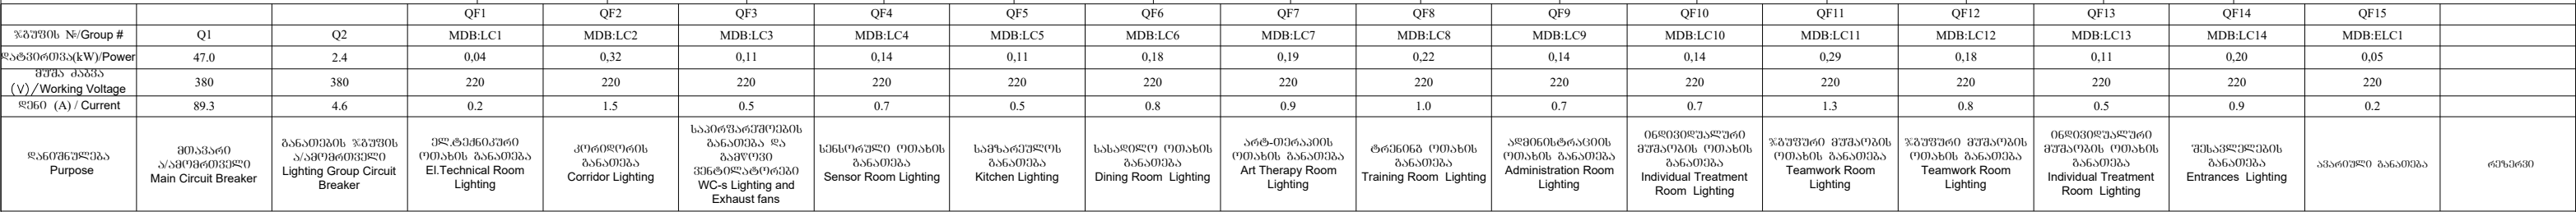 QF1 QF2 QF3 QF4 QF5 QF6 QF7 QF8 QF9 QF10 QF11 QF12 QF13 QF14 QF15
ჯგუფის №/Group # Q1 Q2 MDB:LC1 MDB:LC2 MDB:LC3 MDB:LC4 MDB:LC5 MDB:LC6 MDB:LC7 MDB:LC8 MDB:LC9 MDB:LC10 MDB:LC11 MDB:LC12 MDB:LC13 MDB:LC14 MDB:ELC1
დატვირთვა(kW)/Power 47.0 2.4 0,04 0,32 0,11 0,14 0,11 0,18 0,19 0,22 0,14 0,14 0,29 0,18 0,11 0,20 0,05
მუშა ძაბვა
(V)/Working Voltage 380 380 220 220 220 220 220 220 220 220 220 220 220 220 220 220 220
დენი (A) / Current 89.3 4.6 0.2 1.5 0.5 0.7 0.5 0.8 0.9 1.0 0.7 0.7 1.3 0.8 0.5 0.9 0.2
დანიშნულება
Purpose
მთავარი
ა/ამომრთველი
Main Circuit Breaker
განათების ჯგუფის
ა/ამომრთველი
Lighting Group Circuit
Breaker
ელ.ტექნიკური
ოთახის განათება
El.Technical Room
Lighting
კორიდორის
განათება
Corridor Lighting
საპირფარეშოების
განათება და
გამწოვი
ვენტილატორები
WC-s Lighting and
Exhaust fans
სენსორული ოთახის
განათება
Sensor Room Lighting
სამზარეულოს
განათება
Kitchen Lighting
სასადილო ოთახის
განათება
Dining Room Lighting
არტ-თერაპიის
ოთახის განათება
Art Therapy Room
Lighting
ტრენინგ ოთახის
განათება
Training Room Lighting
ადმინისტრაციის
ოთახის განათება
Administration Room
Lighting
ინდივიდუალური
მუშაობის ოთახის
განათება
Individual Treatment
Room Lighting
ჯგუფური მუშაობის
ოთახის განათება
Teamwork Room
Lighting
ჯგუფური მუშაობის
ოთახის განათება
Teamwork Room
Lighting
ინდივიდუალური
მუშაობის ოთახის
განათება
Individual Treatment
Room Lighting
შესავლელების
განათება
Entrances Lighting
ავარიული განათება
რეზერვი